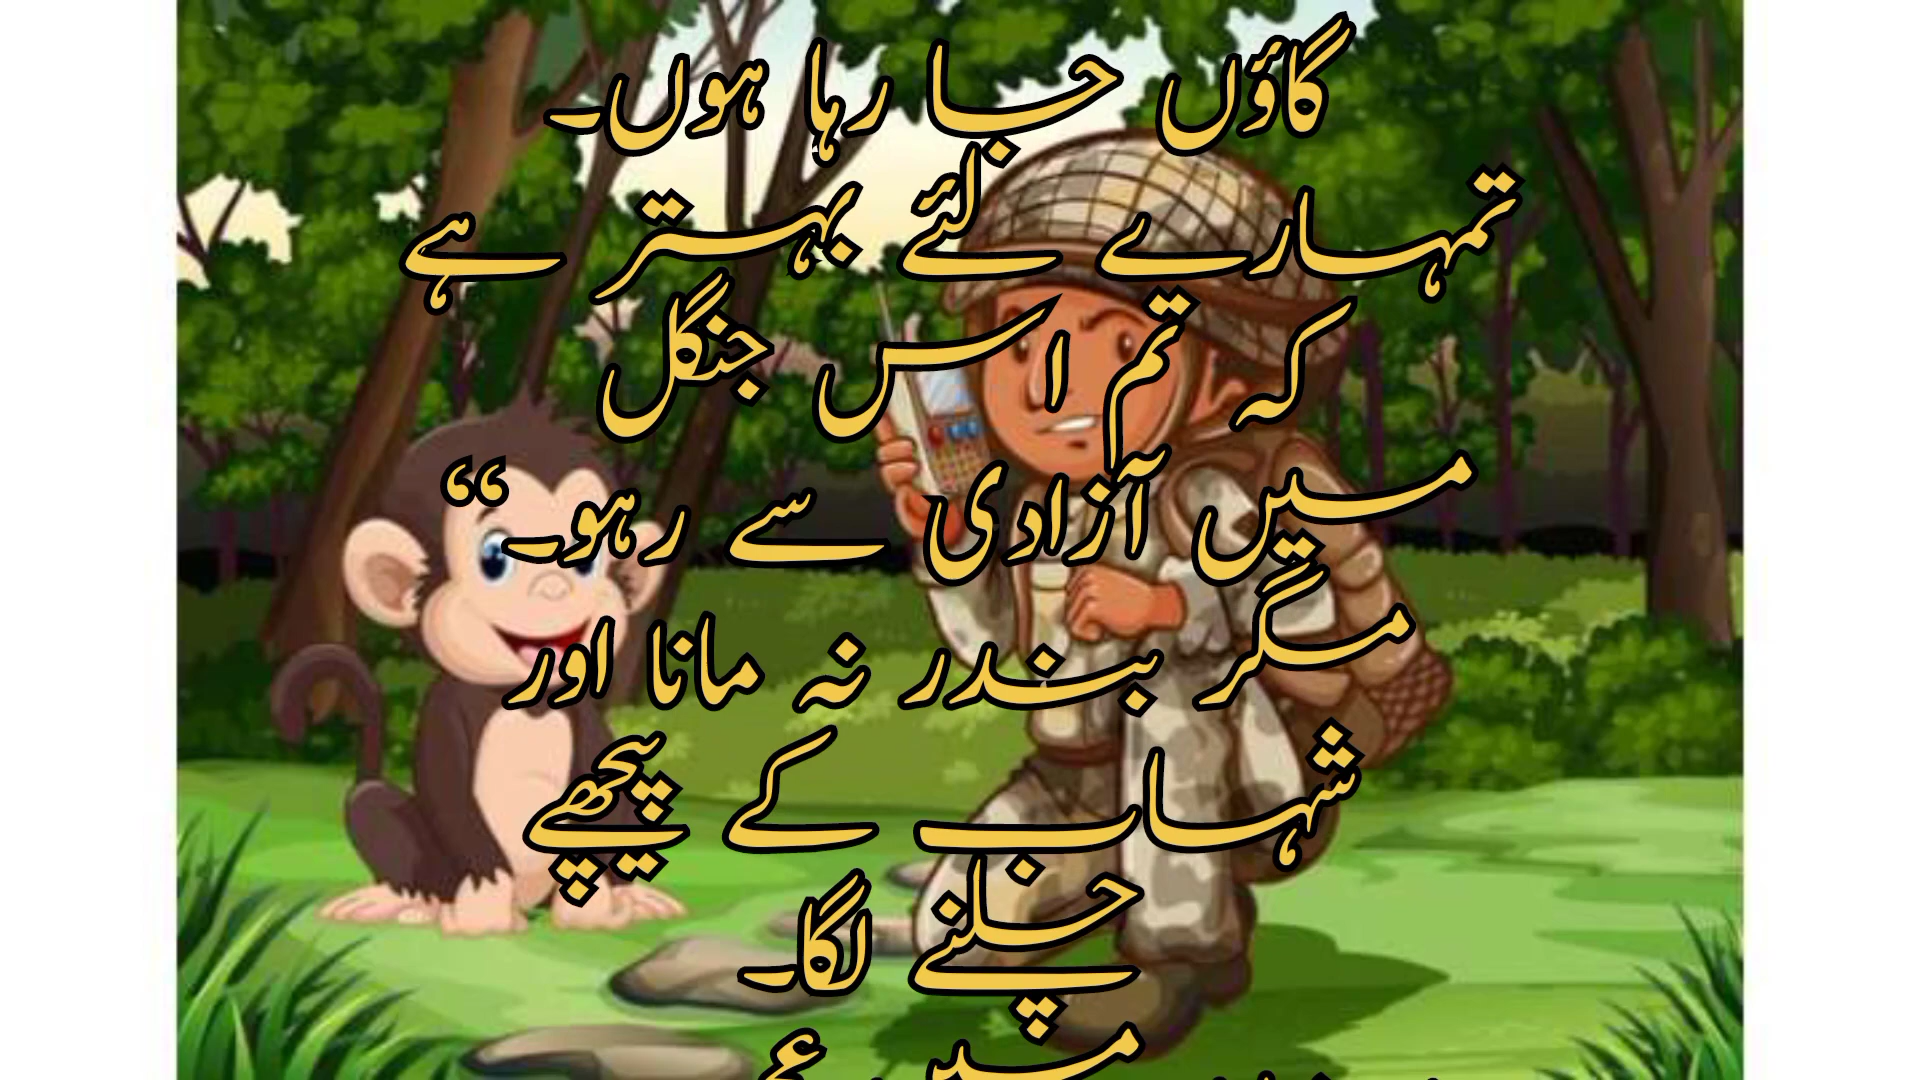 گاؤں جا رہا ہوں۔
تمہارے لئے بہتر ہے
کہ تم اس جنگل
میں آزادی سے رہو۔“
مگر بندر نہ مانا اور
شہاب کے پیچھے
چلنے لگا۔